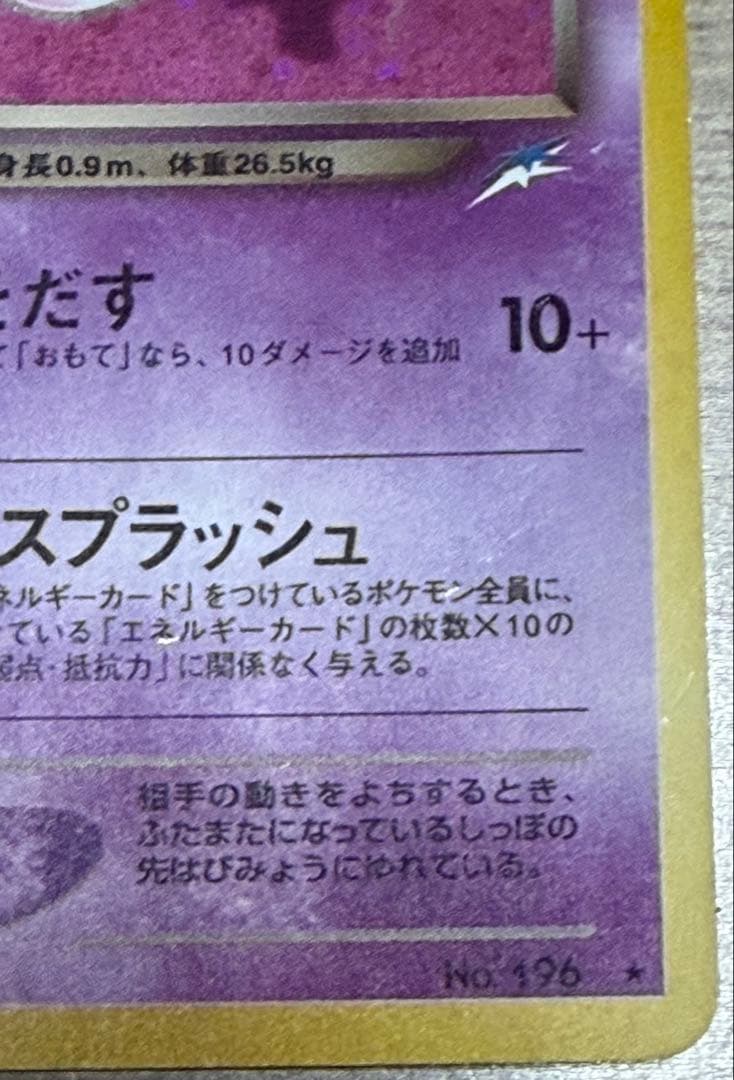 身長0.9m、体重26.5kg
だす
10+
て「おもて」なら、10ダメージを追加
スプラッシュ
ネルギーカード」をつけているポケモン全員に、
ている「エネルギーカード」の枚数×10の
弱点・抵抗力」に関係なく与える。
相手の動きをよちするとき、
ふたまたになっているしっぽの
先はびみょうにゆれている。
No. 196 ★